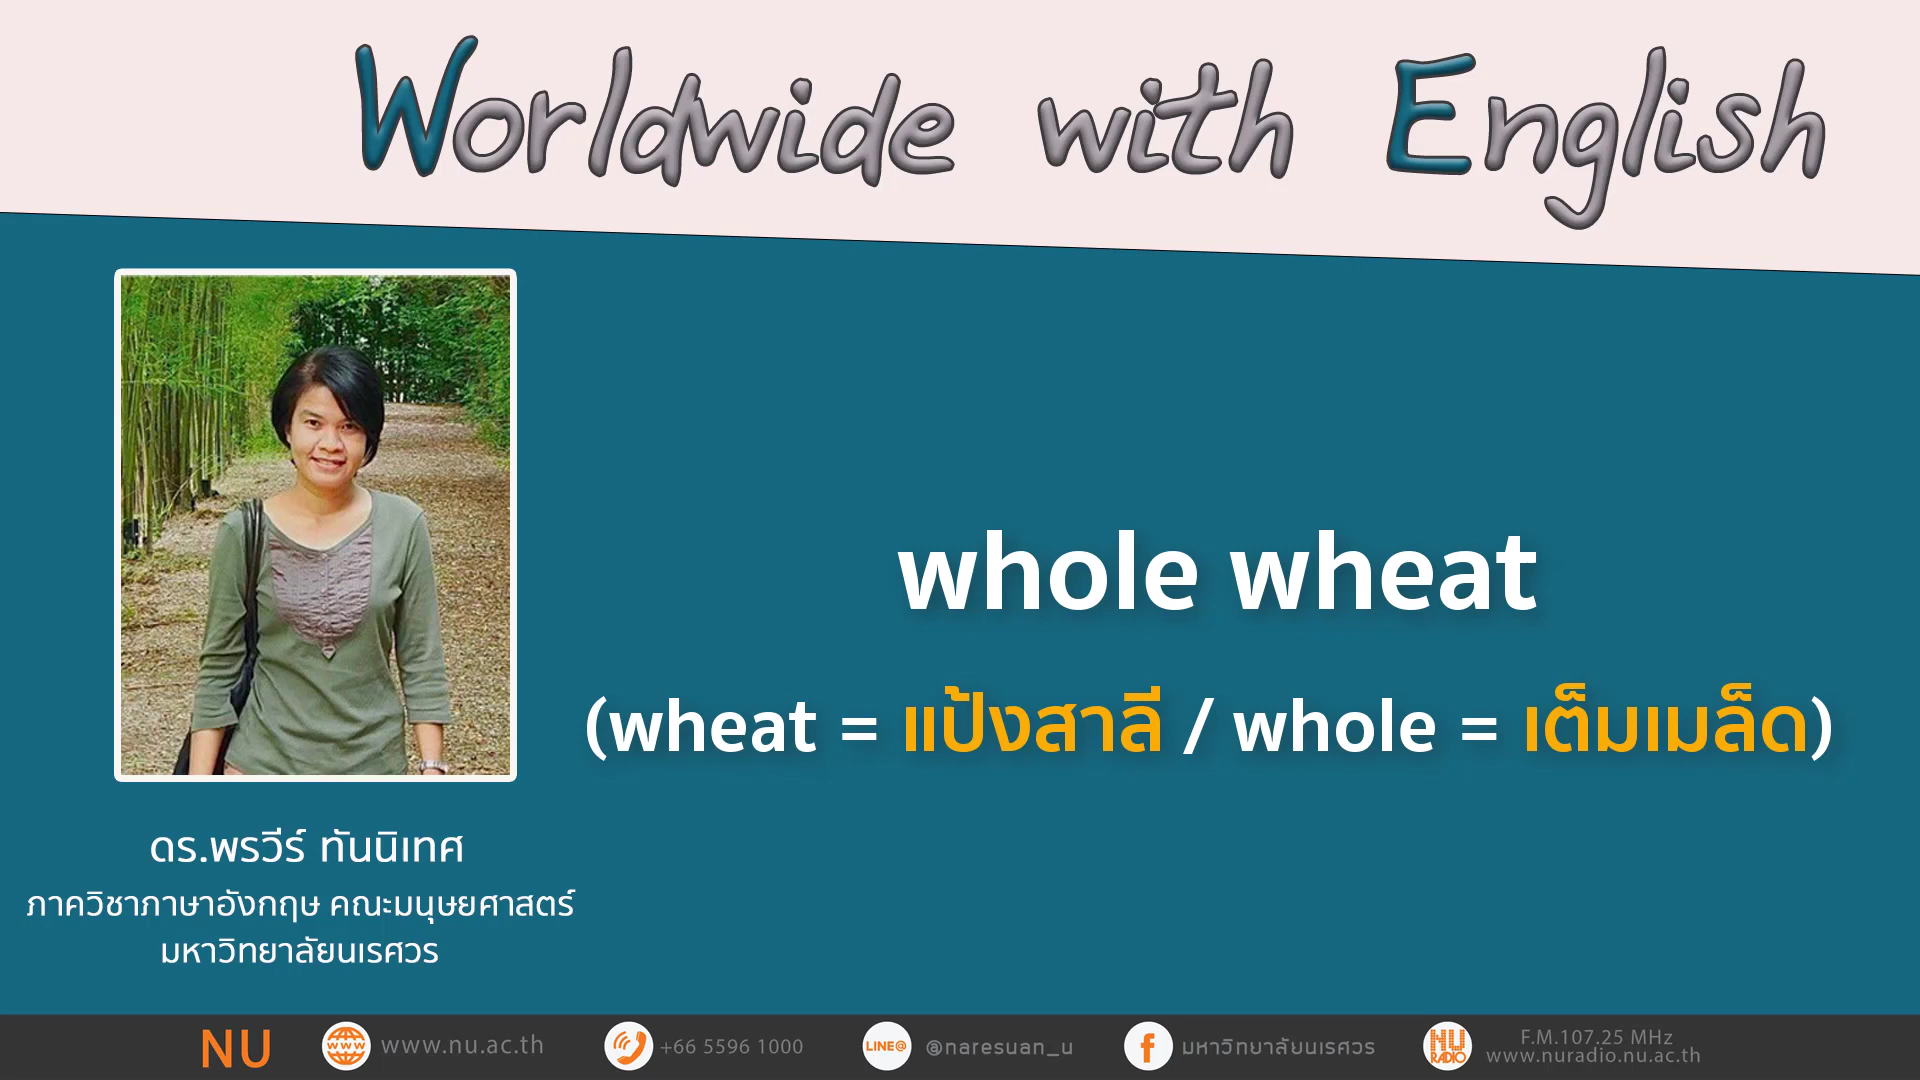 Worldwide with English
whole wheat
(wheat = แป้งสาลี / whole = เต็มเมล็ด)
ดร.พรวีร์ ทันนิเทศ
ภาควิชาภาษาอังกฤษ คณะมนุษยศาสตร์
มหาวิทยาลัยนเรศวร
NU
www
www.nu.ac.th
+66 5596 1000
LINE@
@naresuan_u
f
มหาวิทยาลัยนเรศวร
NU
RADIO
F.M.107.25 MHz
www.nuradio.nu.ac.th